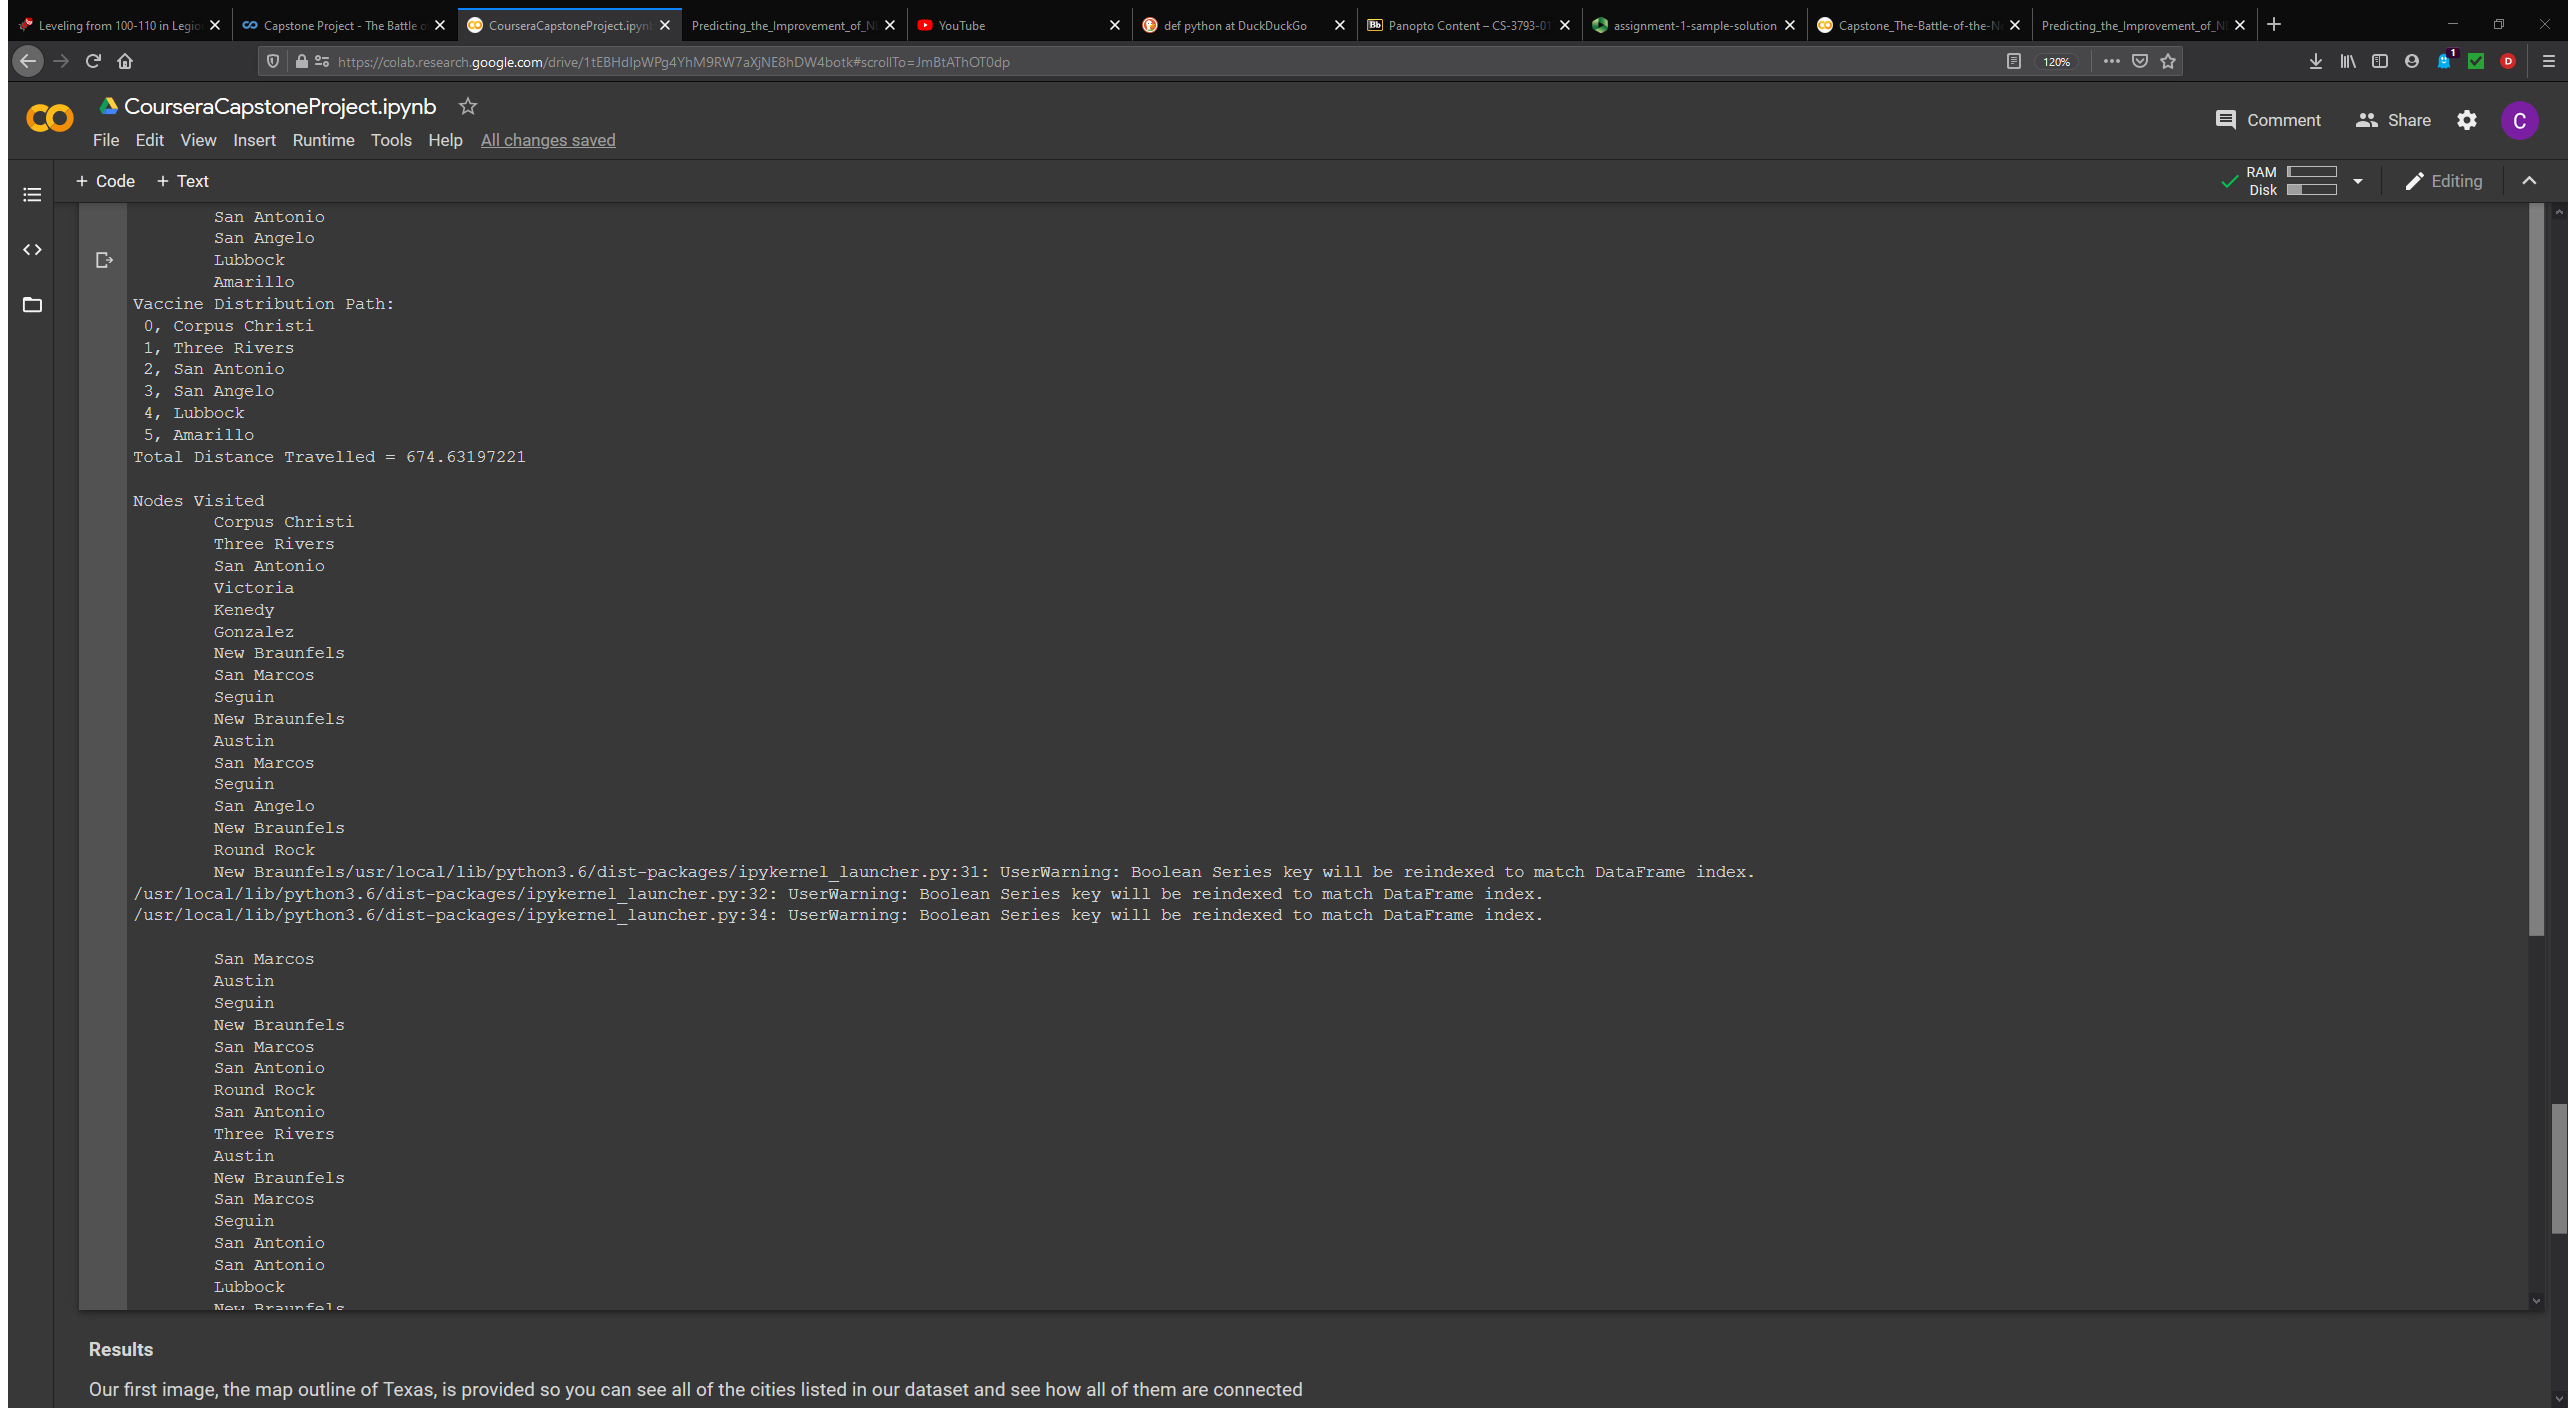 Leveling from 100-110 in Legio
Capstone Project - The Battle o
CourseraCapstoneProject.ipynb
Predicting_the_Improvement_of_N
YouTube
def python at DuckDuckGo
Panopto Content – CS-3793-01
assignment-1-sample-solution
Capstone_The-Battle-of-the-Ne
Predicting_the_Improvement_of_N
https://colab.research.google.com/drive/1tEBHdIpWPg4YhM9RW7aXjNE8hDW4botk#scrollTo=JmBtAThOT0dp
120%
CourseraCapstoneProject.ipynb
File Edit View Insert Runtime Tools Help All changes saved
Comment
Share
C
+ Code + Text
RAM
Disk
Editing
San Antonio
San Angelo
Lubbock
Amarillo
Vaccine Distribution Path:
0, Corpus Christi
1, Three Rivers
2, San Antonio
3, San Angelo
4, Lubbock
5, Amarillo
Total Distance Travelled = 674.63197221
Nodes Visited
Corpus Christi
Three Rivers
San Antonio
Victoria
Kenedy
Gonzalez
New Braunfels
San Marcos
Seguin
New Braunfels
Austin
San Marcos
Seguin
San Angelo
New Braunfels
Round Rock
New Braunfels/usr/local/lib/python3.6/dist-packages/ipykernel_launcher.py:31: UserWarning: Boolean Series key will be reindexed to match DataFrame index.
/usr/local/lib/python3.6/dist-packages/ipykernel_launcher.py:32: UserWarning: Boolean Series key will be reindexed to match DataFrame index.
/usr/local/lib/python3.6/dist-packages/ipykernel_launcher.py:34: UserWarning: Boolean Series key will be reindexed to match DataFrame index.
San Marcos
Austin
Seguin
New Braunfels
San Marcos
San Antonio
Round Rock
San Antonio
Three Rivers
Austin
New Braunfels
San Marcos
Seguin
San Antonio
San Antonio
Lubbock
New Braunfels
Results
Our first image, the map outline of Texas, is provided so you can see all of the cities listed in our dataset and see how all of them are connected